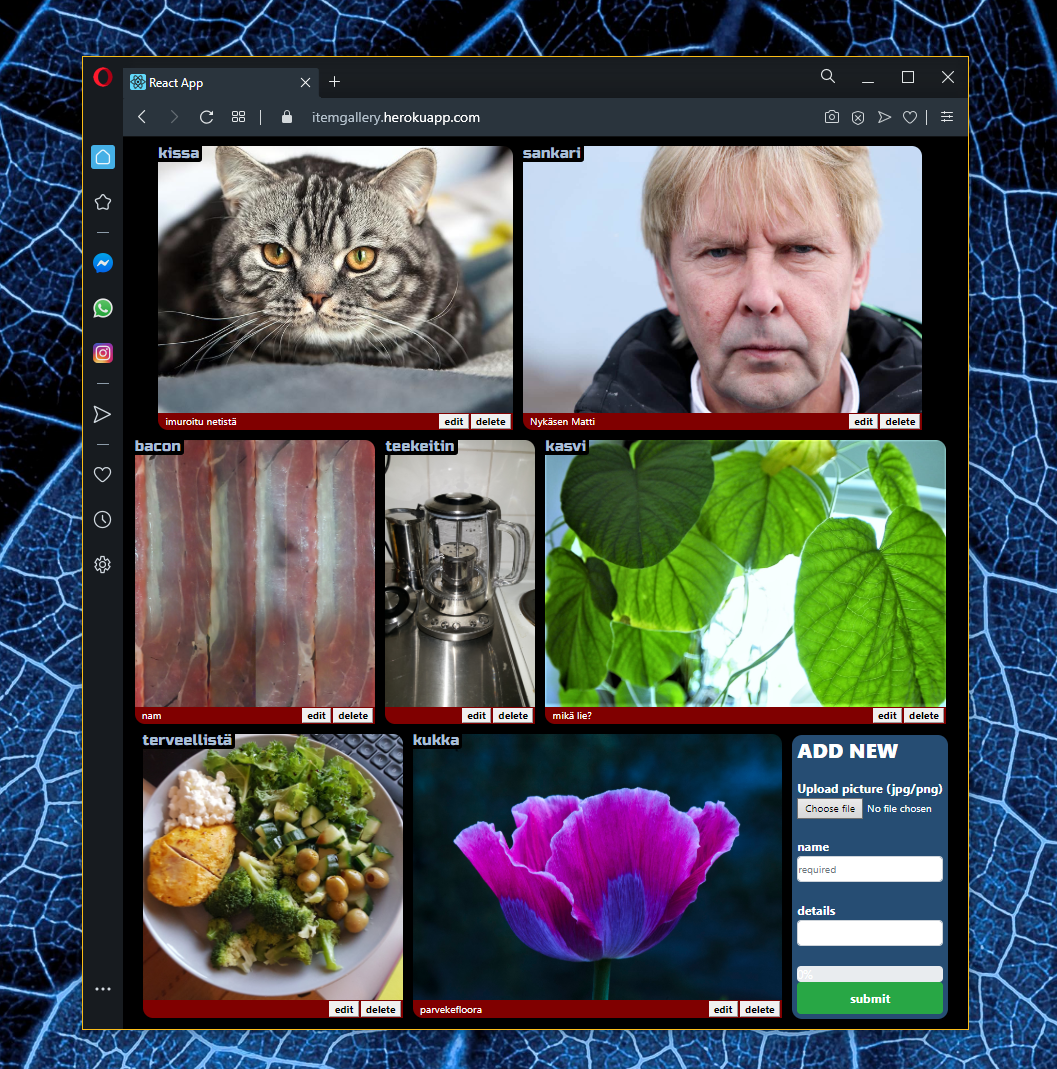 React App
itemgallery.herokuapp.com
kissa
sankari
imuroitu netistä
edit
delete
Nykäsen Matti
edit
delete
bacon
teekeitin
kasvi
nam
edit
delete
edit
delete
mikä lie?
edit
delete
terveellistä
kukka
ADD NEW
Upload picture (jpg/png)
Choose file No file chosen
name
required
details
0%
submit
edit
delete
parvekefloora
edit
delete